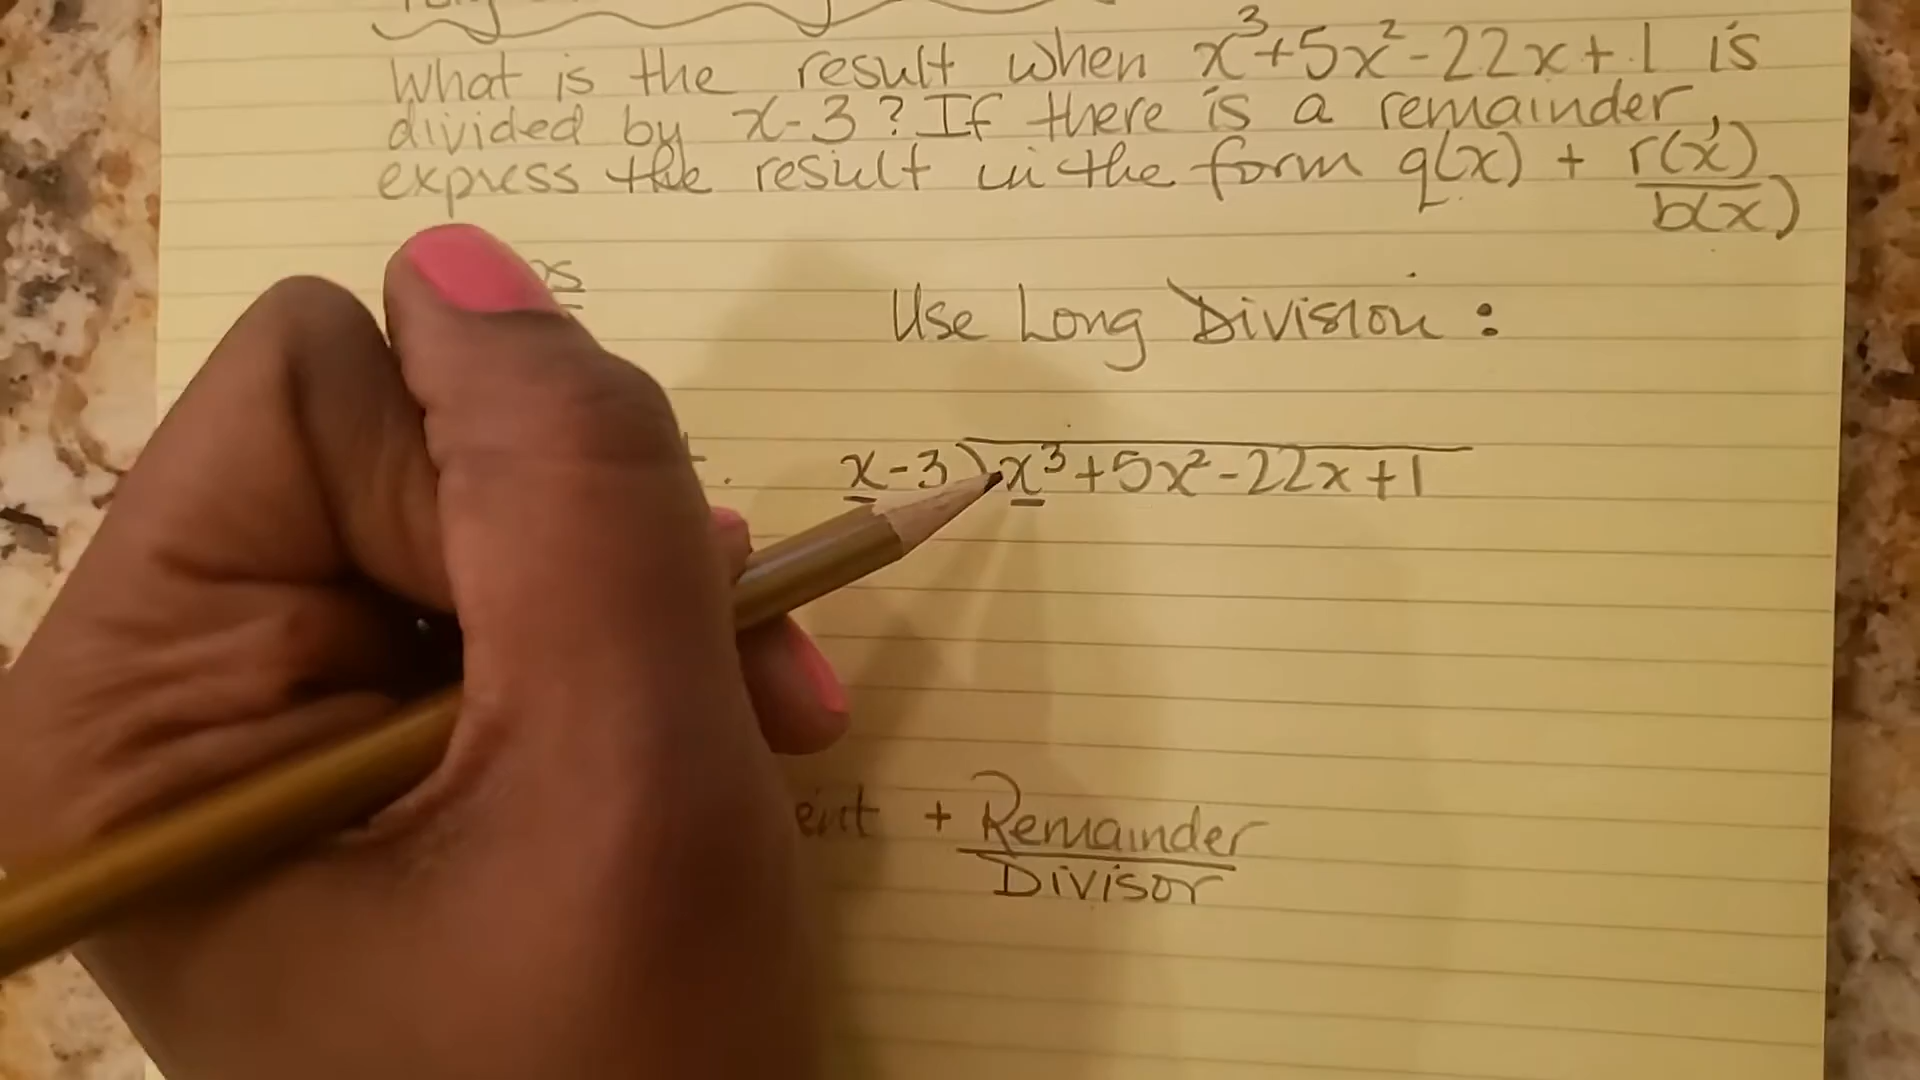 What is the result when x³+5x²-22x+1 is
divided by x-3? If there is a remainder,
express the result in the form q(x) + r(x)
b(x))
Use Long Division:
x-3)x³+5x²-22x+1
+ Remainder
Divisor